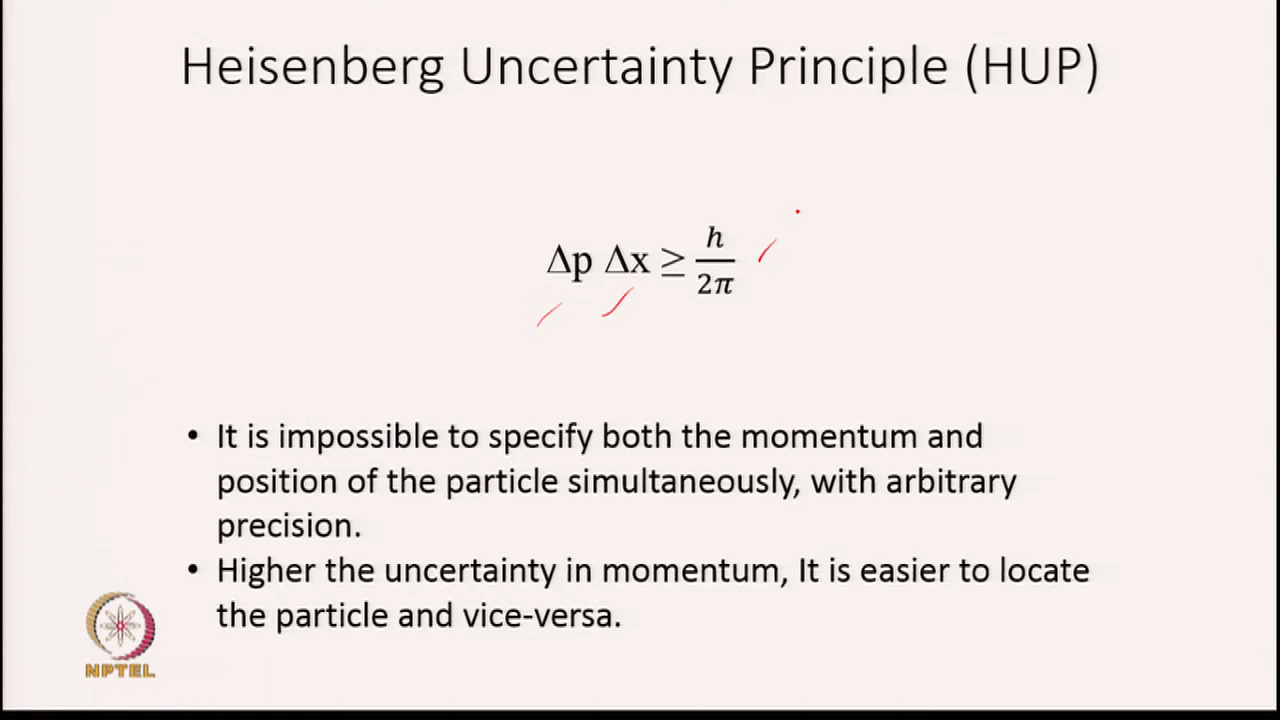 Heisenberg Uncertainty Principle (HUP)
Δp Δx ≥ h/2π
• It is impossible to specify both the momentum and
position of the particle simultaneously, with arbitrary
precision.
• Higher the uncertainty in momentum, It is easier to locate
the particle and vice-versa.
NPTEL